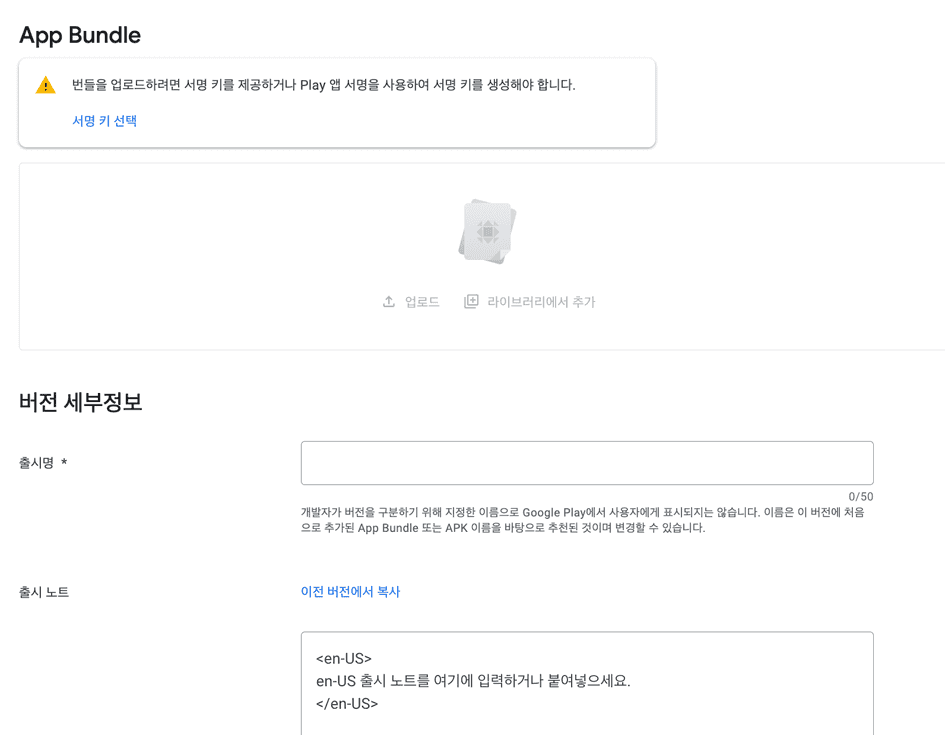 App Bundle
번들을 업로드하려면 서명 키를 제공하거나 Play 앱 서명을 사용하여 서명 키를 생성해야 합니다.
서명 키 선택
업로드 라이브러리에서 추가
버전 세부정보
출시명 *
0/50
개발자가 버전을 구분하기 위해 지정한 이름으로 Google Play에서 사용자에게 표시되지는 않습니다. 이름은 이 버전에 처음
으로 추가된 App Bundle 또는 APK 이름을 바탕으로 추천된 것이며 변경할 수 있습니다.
출시 노트
이전 버전에서 복사
<en-US>
en-US 출시 노트를 여기에 입력하거나 붙여넣으세요.
</en-US>